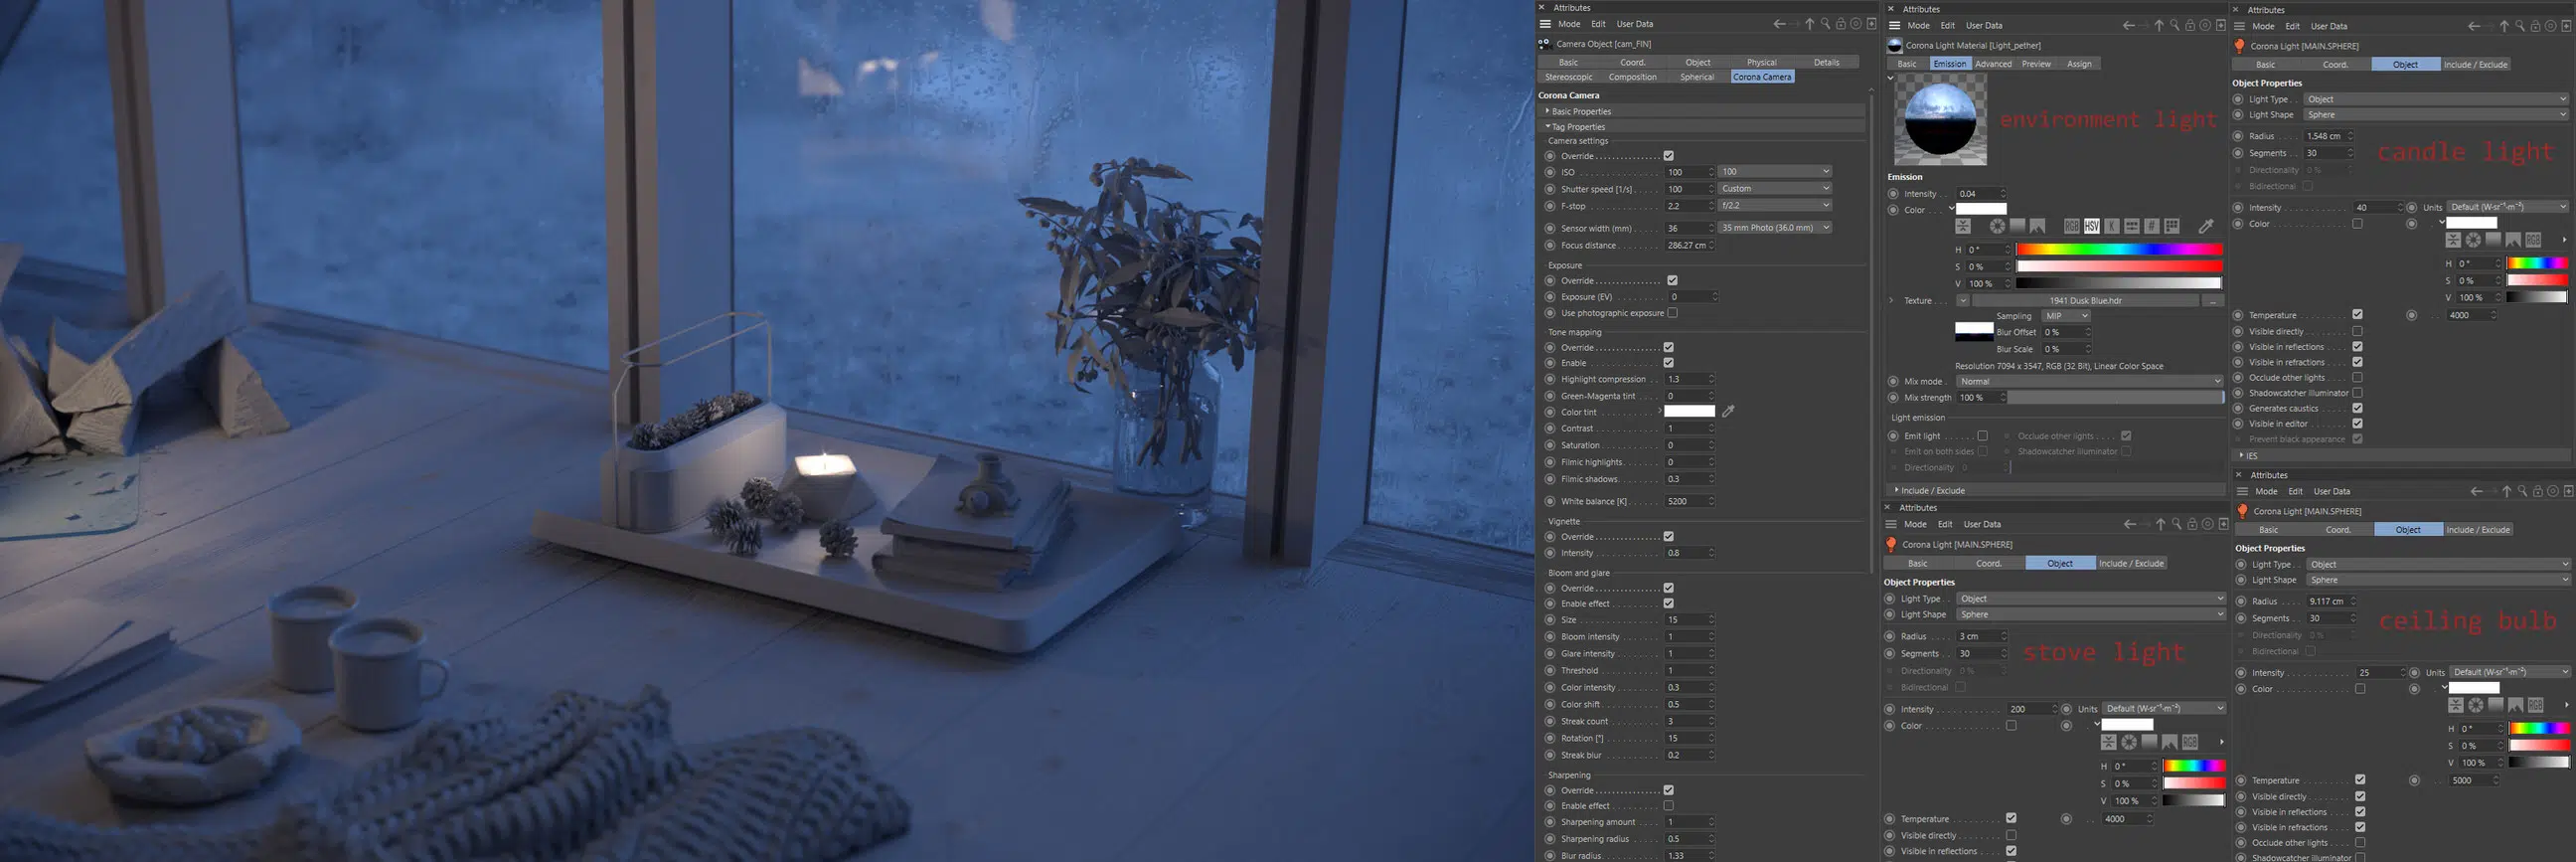 Attributes
Mode Edit User Data
Camera Object [cam_FIN]
Basic Coord. Object Physical Details
Stereoscopic Composition Spherical Corona Camera
Corona Camera
Basic Properties
Tag Properties
Camera settings
Override
ISO 100 100
Shutter speed [1/s] 100 Custom
F-stop 2.2 f/2.2
Sensor width (mm) 36 35 mm Photo (36.0 mm)
Focus distance 286.27 cm
Exposure
Override
Exposure (EV) 0
Use photographic exposure
Tone mapping
Override
Enable
Highlight compression 1.3
Green-Magenta tint 0
Color tint
Contrast 1
Saturation 0
Filmic highlights 0
Filmic shadows 0.3
White balance [K] 5200
Vignette
Override
Intensity 0.8
Bloom and glare
Override
Enable effect
Size 15
Bloom intensity 1
Glare intensity 1
Threshold 1
Color intensity 0.3
Color shift 0.5
Streak count 3
Rotation [°] 15
Streak blur 0.2
Sharpening
Override
Enable effect
Sharpening amount 1
Sharpening radius 0.5
Blur radius 1.33
Attributes
Mode Edit User Data
Corona Light Material [Light_pether]
Basic Emission Advanced Preview Assign
environment light
Emission
Intensity 0.04
Color
RGB HSV K #
H 0°
S 0 %
V 100 %
Texture 1941 Dusk Blue.hdr ...
Sampling MIP
Blur Offset 0 %
Blur Scale 0 %
Resolution 7094 x 3547, RGB (32 Bit), Linear Color Space
Mix mode Normal
Mix strength 100 %
Light emission
Emit light Occlude other lights
Emit on both sides Shadowcatcher illuminator
Directionality 0
Include / Exclude
Attributes
Mode Edit User Data
Corona Light [MAIN.SPHERE]
Basic Coord. Object Include / Exclude
Object Properties
Light Type Object
Light Shape Sphere
Radius 3 cm
Segments 30
stove light
Directionality 0 %
Bidirectional
Intensity 200 Units Default (W·sr⁻¹·m⁻²)
Color
RGB
H 0°
S 0 %
V 100 %
Temperature 4000
Visible directly
Visible in reflections
Attributes
Mode Edit User Data
Corona Light [MAIN.SPHERE]
Basic Coord. Object Include / Exclude
Object Properties
Light Type Object
Light Shape Sphere
Radius 1.548 cm
Segments 30
candle light
Directionality 0 %
Bidirectional
Intensity 40 Units Default (W·sr⁻¹·m⁻²)
Color
RGB
H 0°
S 0 %
V 100 %
Temperature 4000
Visible directly
Visible in reflections
Visible in refractions
Occlude other lights
Shadowcatcher illuminator
Generates caustics
Visible in editor
Prevent black appearance
IES
Attributes
Mode Edit User Data
Corona Light [MAIN.SPHERE]
Basic Coord. Object Include / Exclude
Object Properties
Light Type Object
Light Shape Sphere
Radius 9.117 cm
Segments 30
ceiling bulb
Directionality 0 %
Bidirectional
Intensity 25 Units Default (W·sr⁻¹·m⁻²)
Color
RGB
H 0°
S 0 %
V 100 %
Temperature 5000
Visible directly
Visible in reflections
Visible in refractions
Occlude other lights
Shadowcatcher illuminator